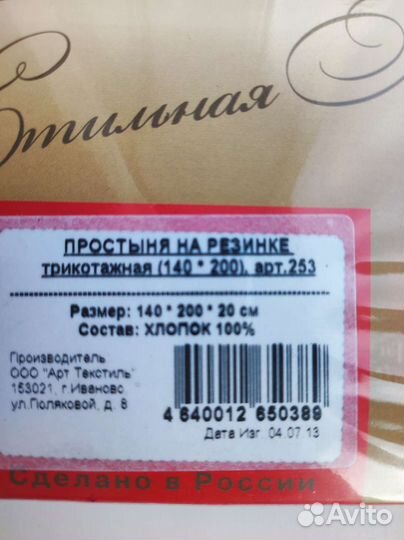 Стильная
ПРОСТЫНЯ НА РЕЗИНКЕ
трикотажная (140 * 200), арт.253
Размер: 140 * 200 * 20 см
Состав: ХЛОПОК 100%
Производитель
ООО "Арт Текстиль"
153021, г.Иваново
ул.Поляковой, д. 8
4 640012 650389
Дата Изг. 04.07.13
Сделано в России
Avito